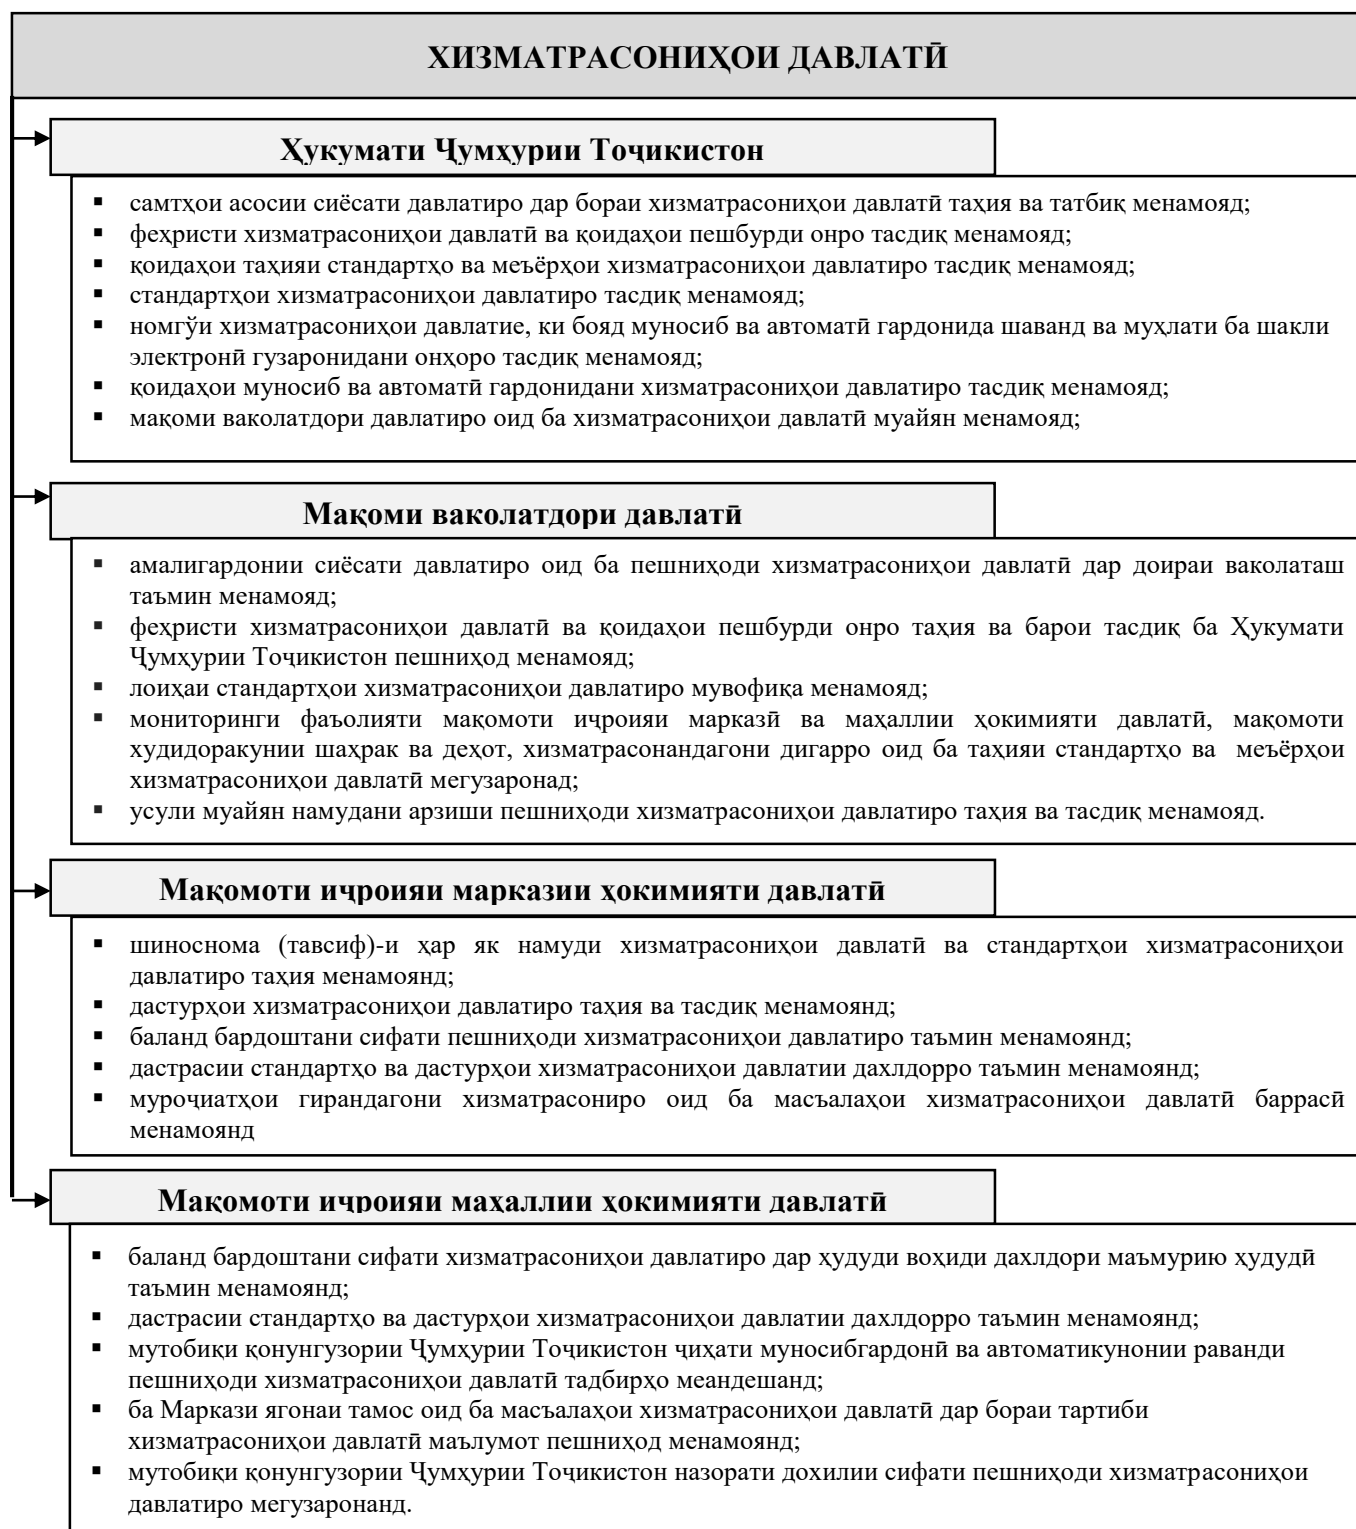 ХИЗМАТРАСОНИҲОИ ДАВЛАТӢ
Ҳукумати Ҷумҳурии Тоҷикистон
▪ самтҳои асосии сиёсати давлатиро дар бораи хизматрасониҳои давлатӣ таҳия ва татбиқ менамояд;
▪ феҳристи хизматрасониҳои давлатӣ ва қоидаҳои пешбурди онро тасдиқ менамояд;
▪ қоидаҳои таҳияи стандартҳо ва меъёрҳои хизматрасониҳои давлатиро тасдиқ менамояд;
▪ стандартҳои хизматрасониҳои давлатиро тасдиқ менамояд;
▪ номгӯи хизматрасониҳои давлатие, ки бояд муносиб ва автоматӣ гардонида шаванд ва муҳлати ба шакли
электронӣ гузаронидани онҳоро тасдиқ менамояд;
▪ қоидаҳои муносиб ва автоматӣ гардонидани хизматрасониҳои давлатиро тасдиқ менамояд;
▪ мақоми ваколатдори давлатиро оид ба хизматрасониҳои давлатӣ муайян менамояд;
Мақоми ваколатдори давлатӣ
▪ амалигардонии сиёсати давлатиро оид ба пешниҳоди хизматрасониҳои давлатӣ дар доираи ваколаташ
таъмин менамояд;
▪ феҳристи хизматрасониҳои давлатӣ ва қоидаҳои пешбурди онро таҳия ва барои тасдиқ ба Ҳукумати
Ҷумҳурии Тоҷикистон пешниҳод менамояд;
▪ лоиҳаи стандартҳои хизматрасониҳои давлатиро мувофиқа менамояд;
▪ мониторинги фаъолияти мақомоти иҷроияи марказӣ ва маҳаллии ҳокимияти давлатӣ, мақомоти
худидоракунии шаҳрак ва деҳот, хизматрасонандагони дигарро оид ба таҳияи стандартҳо ва меъёрҳои
хизматрасониҳои давлатӣ мегузаронад;
▪ усули муайян намудани арзиши пешниҳоди хизматрасониҳои давлатиро таҳия ва тасдиқ менамояд.
Мақомоти иҷроияи марказии ҳокимияти давлатӣ
▪ шиноснома (тавсиф)-и ҳар як намуди хизматрасониҳои давлатӣ ва стандартҳои хизматрасониҳои
давлатиро таҳия менамоянд;
▪ дастурҳои хизматрасониҳои давлатиро таҳия ва тасдиқ менамоянд;
▪ баланд бардоштани сифати пешниҳоди хизматрасониҳои давлатиро таъмин менамоянд;
▪ дастрасии стандартҳо ва дастурҳои хизматрасониҳои давлатии дахлдорро таъмин менамоянд;
▪ муроҷиатҳои гирандагони хизматрасониро оид ба масъалаҳои хизматрасониҳои давлатӣ баррасӣ
менамоянд
Мақомоти иҷроияи маҳаллии ҳокимияти давлатӣ
▪ баланд бардоштани сифати хизматрасониҳои давлатиро дар ҳудуди воҳиди дахлдори маъмурию ҳудудӣ
таъмин менамоянд;
▪ дастрасии стандартҳо ва дастурҳои хизматрасониҳои давлатии дахлдорро таъмин менамоянд;
▪ мутобиқи қонунгузории Ҷумҳурии Тоҷикистон ҷиҳати муносибгардонӣ ва автоматикунонии раванди
пешниҳоди хизматрасониҳои давлатӣ тадбирҳо меандешанд;
▪ ба Маркази ягонаи тамос оид ба масъалаҳои хизматрасониҳои давлатӣ дар бораи тартиби
хизматрасониҳои давлатӣ маълумот пешниҳод менамоянд;
▪ мутобиқи қонунгузории Ҷумҳурии Тоҷикистон назорати дохилии сифати пешниҳоди хизматрасониҳои
давлатиро мегузаронанд.